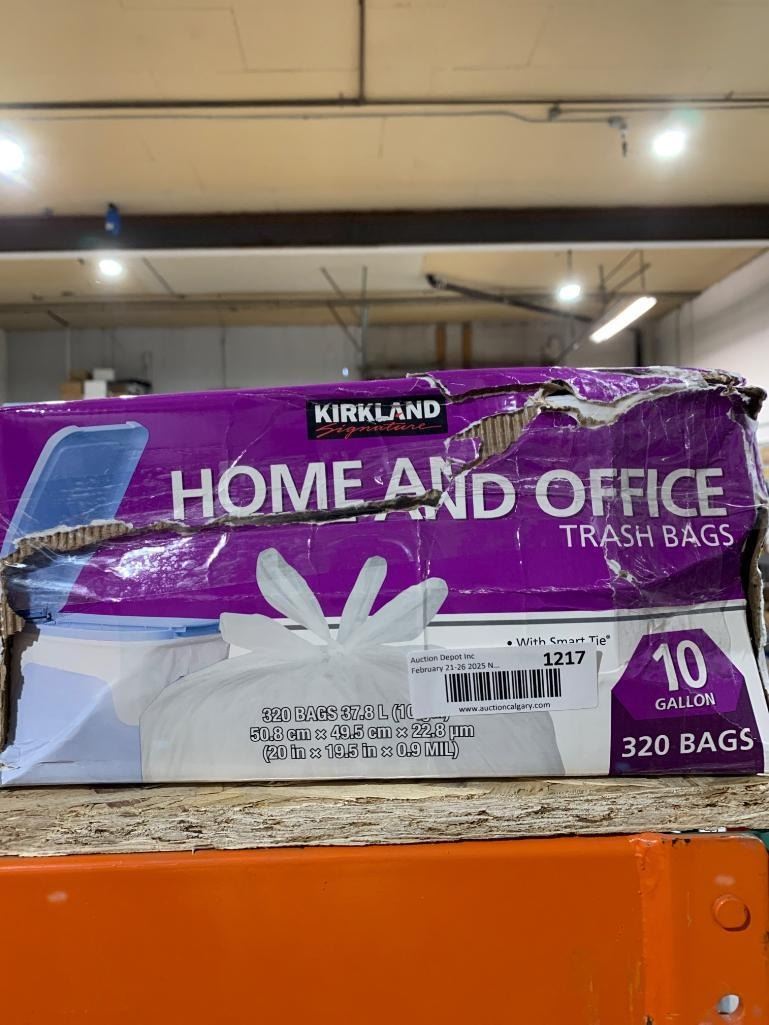 KIRKLAND
Signature
HOME AND OFFICE
TRASH BAGS
• With Smart Tie®
Auction Depot Inc
1217
February 21-26 2025 N...
www.auctioncalgary.com
10
GALLON
320 BAGS
320 BAGS 37.8 L (10
50.8 cm × 49.5 cm × 22.8 µm
(20 in × 19.5 in × 0.9 MIL)